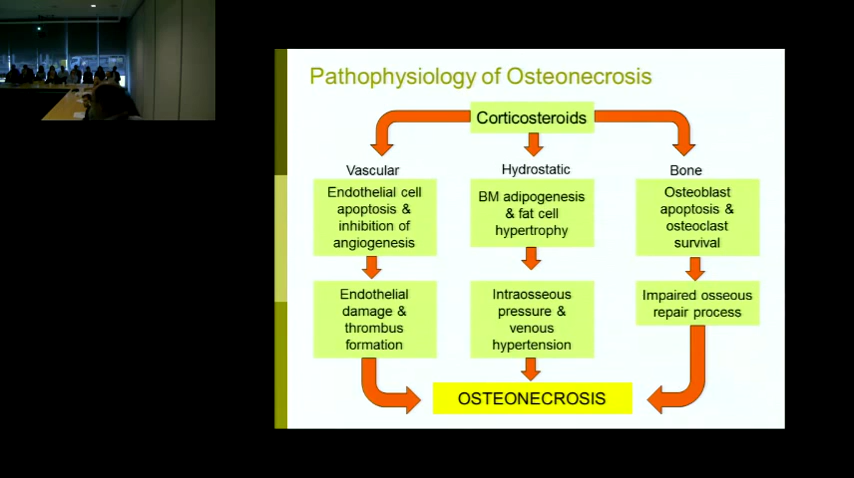 Pathophysiology of Osteonecrosis
Corticosteroids
Vascular
Endothelial cell
apoptosis &
inhibition of
angiogenesis
Endothelial
damage &
thrombus
formation
Hydrostatic
BM adipogenesis
& fat cell
hypertrophy
Intraosseous
pressure &
venous
hypertension
Bone
Osteoblast
apoptosis &
osteoclast
survival
Impaired osseous
repair process
OSTEONECROSIS